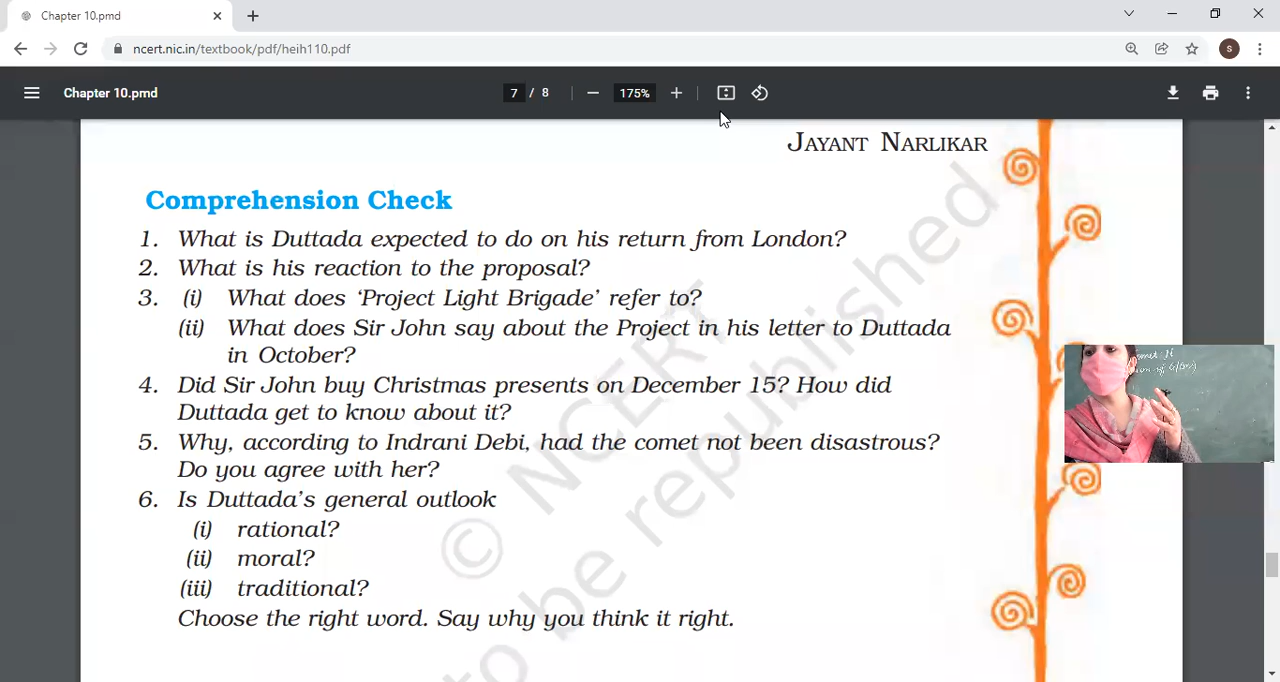 Chapter 10.pmd
ncert.nic.in/textbook/pdf/heih110.pdf
S
Chapter 10.pmd
7 / 8
175%
JAYANT NARLIKAR
Comprehension Check
1. What is Duttada expected to do on his return from London?
2. What is his reaction to the proposal?
3. (i) What does ‘Project Light Brigade’ refer to?
(ii) What does Sir John say about the Project in his letter to Duttada
in October?
4. Did Sir John buy Christmas presents on December 15? How did
Duttada get to know about it?
5. Why, according to Indrani Debi, had the comet not been disastrous?
Do you agree with her?
6. Is Duttada’s general outlook
(i) rational?
(ii) moral?
(iii) traditional?
Choose the right word. Say why you think it right.
© NCERT
to be republished